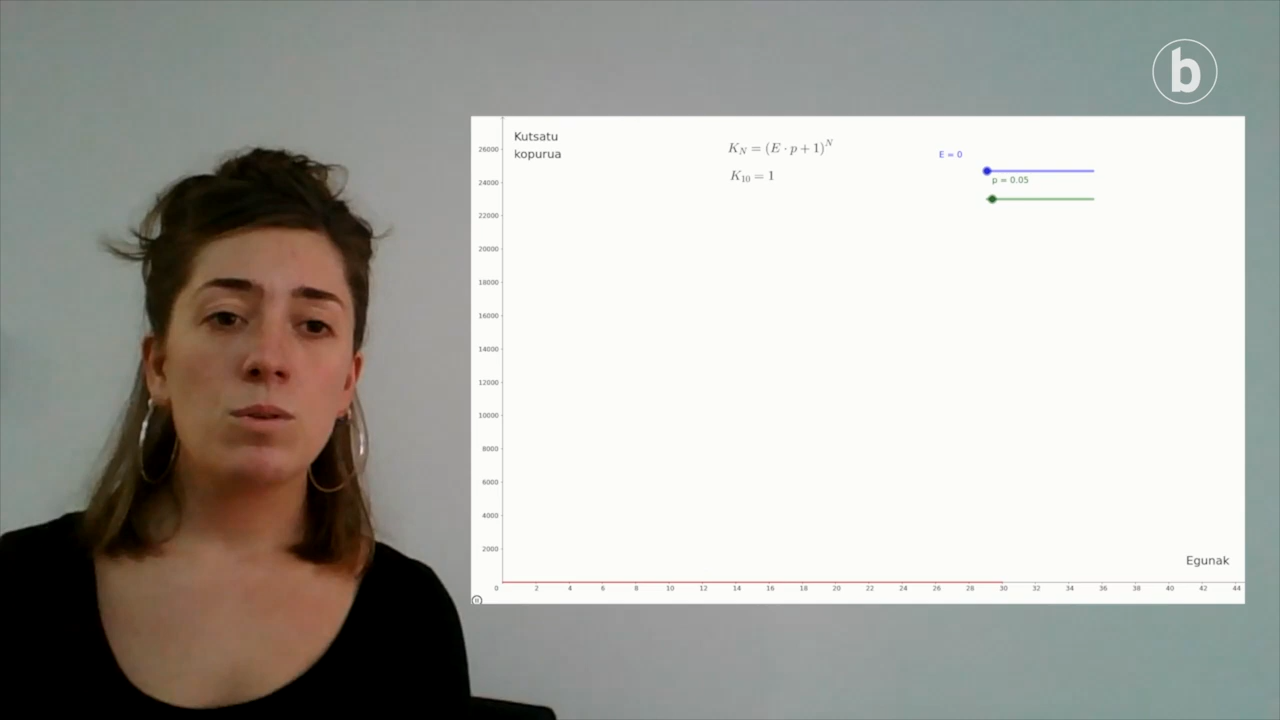 b
Kutsatu
kopurua
K_N = (E · p + 1)^N
K_10 = 1
E = 0
p = 0.05
26000
24000
22000
20000
18000
16000
14000
12000
10000
8000
6000
4000
2000
Egunak
0 2 4 6 8 10 12 14 16 18 20 22 24 26 28 30 32 34 36 38 40 42 44